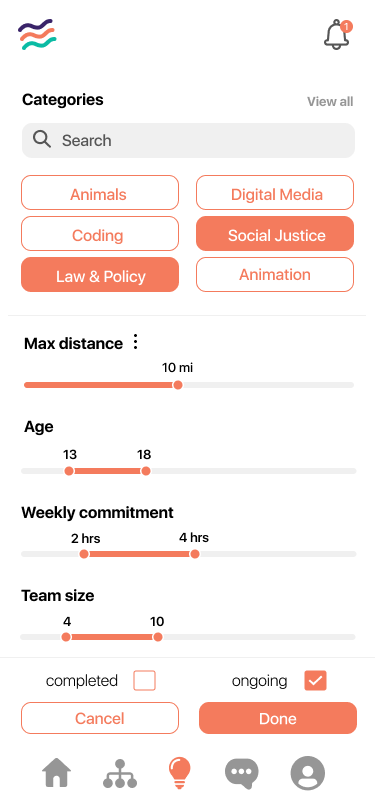 1
Categories
View all
Search
Animals
Digital Media
Coding
Social Justice
Law & Policy
Animation
Max distance
10 mi
Age
13
18
Weekly commitment
2 hrs
4 hrs
Team size
4
10
completed
ongoing
Cancel
Done